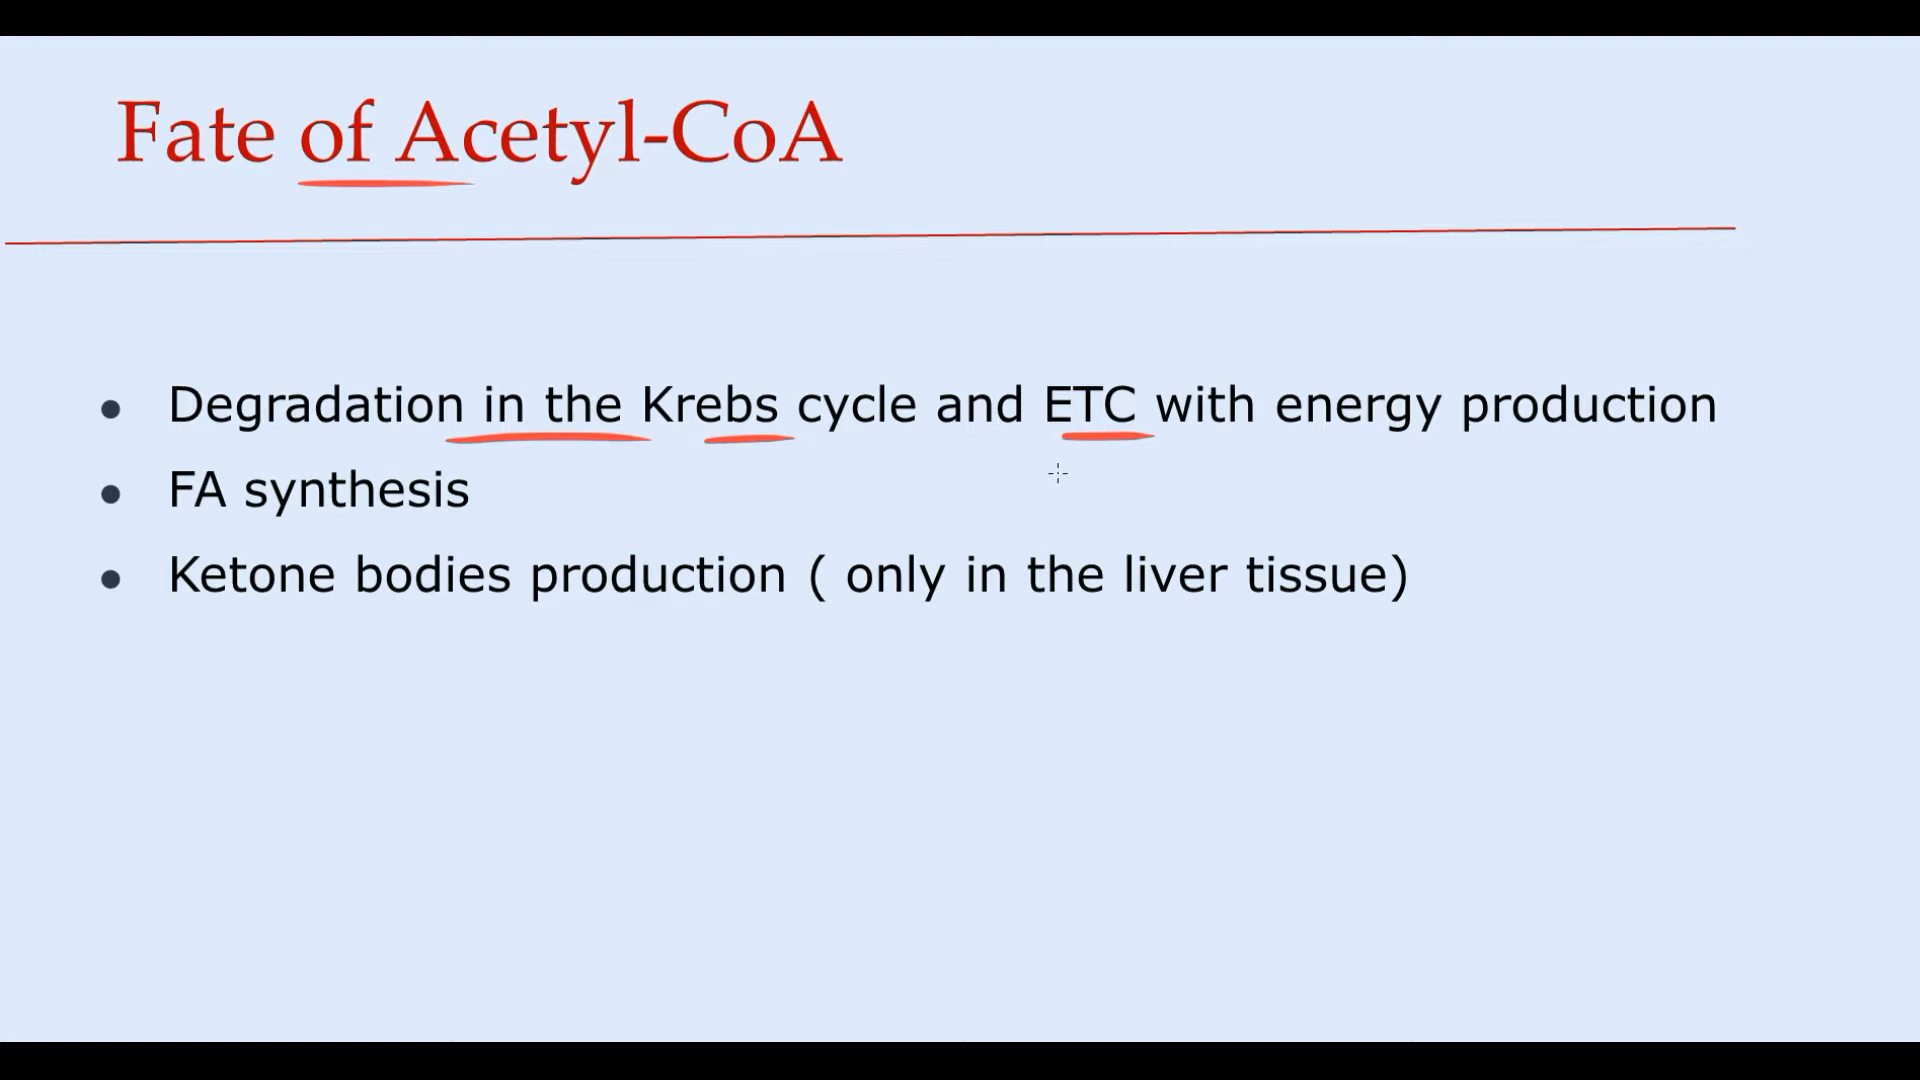 Fate of Acetyl-CoA
• Degradation in the Krebs cycle and ETC with energy production
• FA synthesis
• Ketone bodies production ( only in the liver tissue)